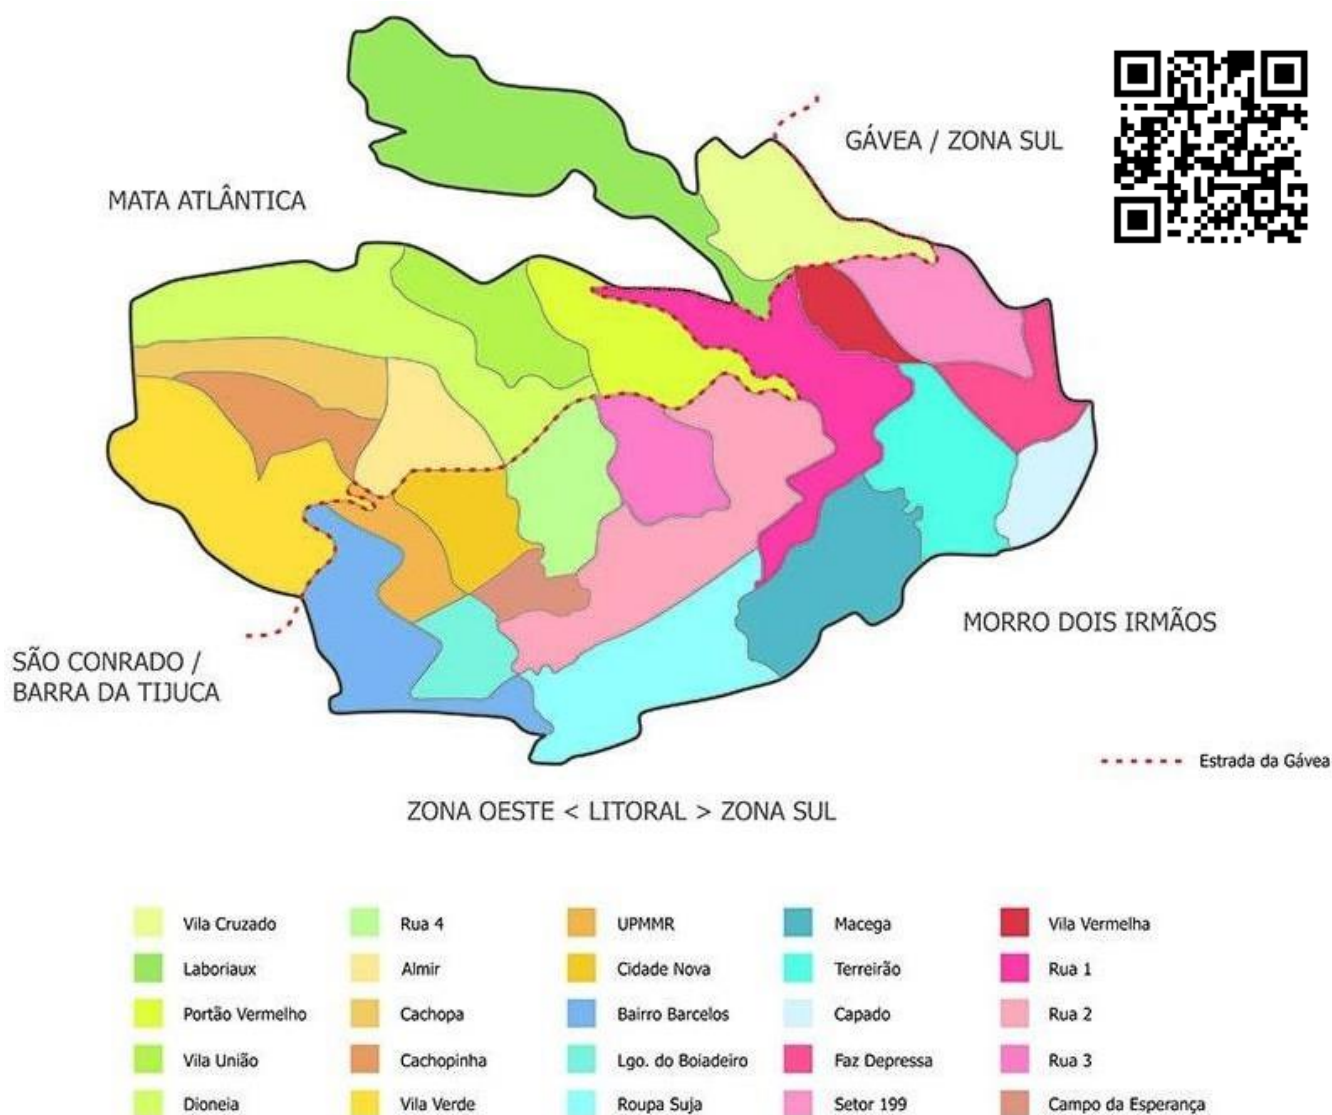 GÁVEA / ZONA SUL
MATA ATLÂNTICA
MORRO DOIS IRMÃOS
SÃO CONRADO /
BARRA DA TIJUCA
Estrada da Gávea
ZONA OESTE < LITORAL > ZONA SUL
Vila Cruzado
Rua 4
UPMMR
Macega
Vila Vermelha
Laboriaux
Almir
Cidade Nova
Terreirão
Rua 1
Portão Vermelho
Cachopa
Bairro Barcelos
Capado
Rua 2
Vila União
Cachopinha
Lgo. do Boiadeiro
Faz Depressa
Rua 3
Dioneia
Vila Verde
Roupa Suja
Setor 199
Campo da Esperança